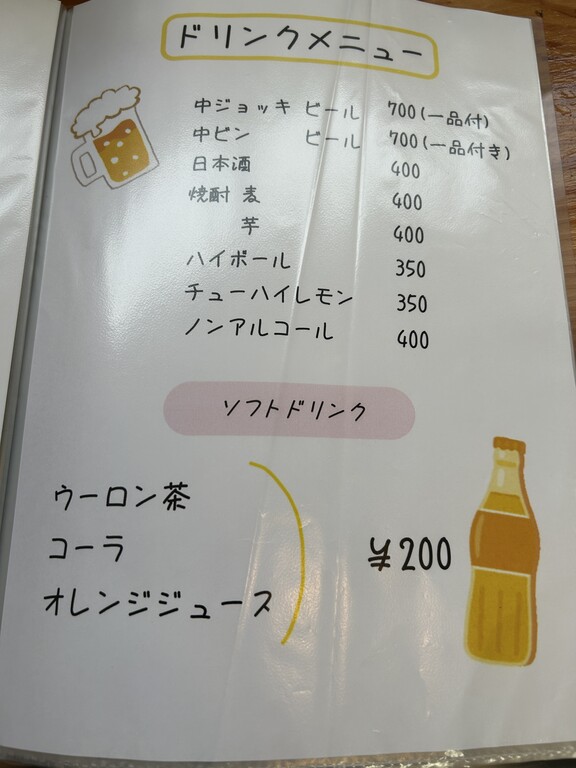 ドリンクメニュー
中ジョッキ ビール 700(一品付)
中ビン ビール 700(一品付き)
日本酒 400
焼酎 麦 400
芋 400
ハイボール 350
チューハイレモン 350
ノンアルコール 400
ソフトドリンク
ウーロン茶
コーラ ¥200
オレンジジュース